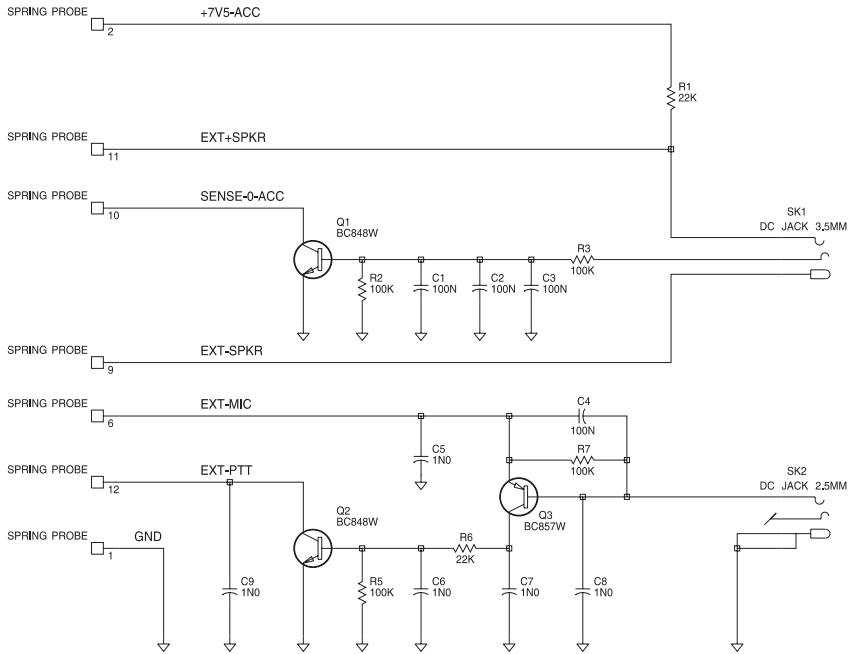 SPRING PROBE
2
+7V5-ACC
R1
22K
SPRING PROBE
11
EXT+SPKR
SPRING PROBE
10
SENSE-0-ACC
SK1
DC JACK 3.5MM
Q1
BC848W
R3
100K
R2
100K
C1
100N
C2
100N
C3
100N
SPRING PROBE
9
EXT-SPKR
SPRING PROBE
6
EXT-MIC
C4
100N
C5
1N0
R7
100K
SPRING PROBE
12
EXT-PTT
SK2
DC JACK 2.5MM
Q2
BC848W
Q3
BC857W
SPRING PROBE
1
GND
R6
22K
C9
1N0
R5
100K
C6
1N0
C7
1N0
C8
1N0